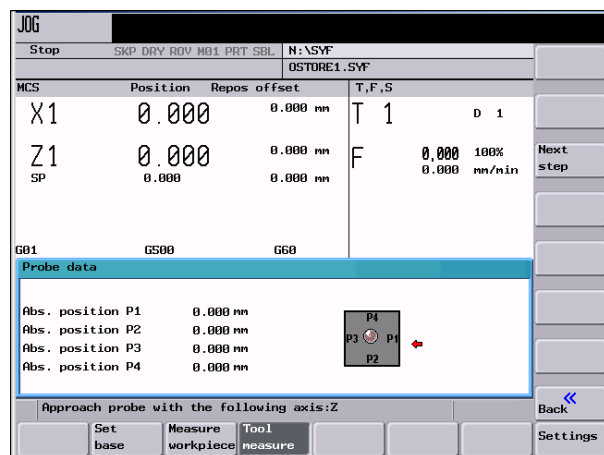 JOG
Stop SKP DRY ROV M01 PRT SBL N:\SYF
OSTORE1.SYF
MCS Position Repos offset T,F,S
X1 0.000 0.000 mm T 1 D 1
Z1 0.000 0.000 mm F 0,000 100%
SP 0.000 0.000 mm 0.000 mm/min
Next
step
G01 G500 G60
Probe data
Abs. position P1 0.000 mm
Abs. position P2 0.000 mm
Abs. position P3 0.000 mm
Abs. position P4 0.000 mm
P4
P3 P1
P2
Approach probe with the following axis:Z
«
Back
Set
base
Measure
workpiece
Tool
measure
Settings